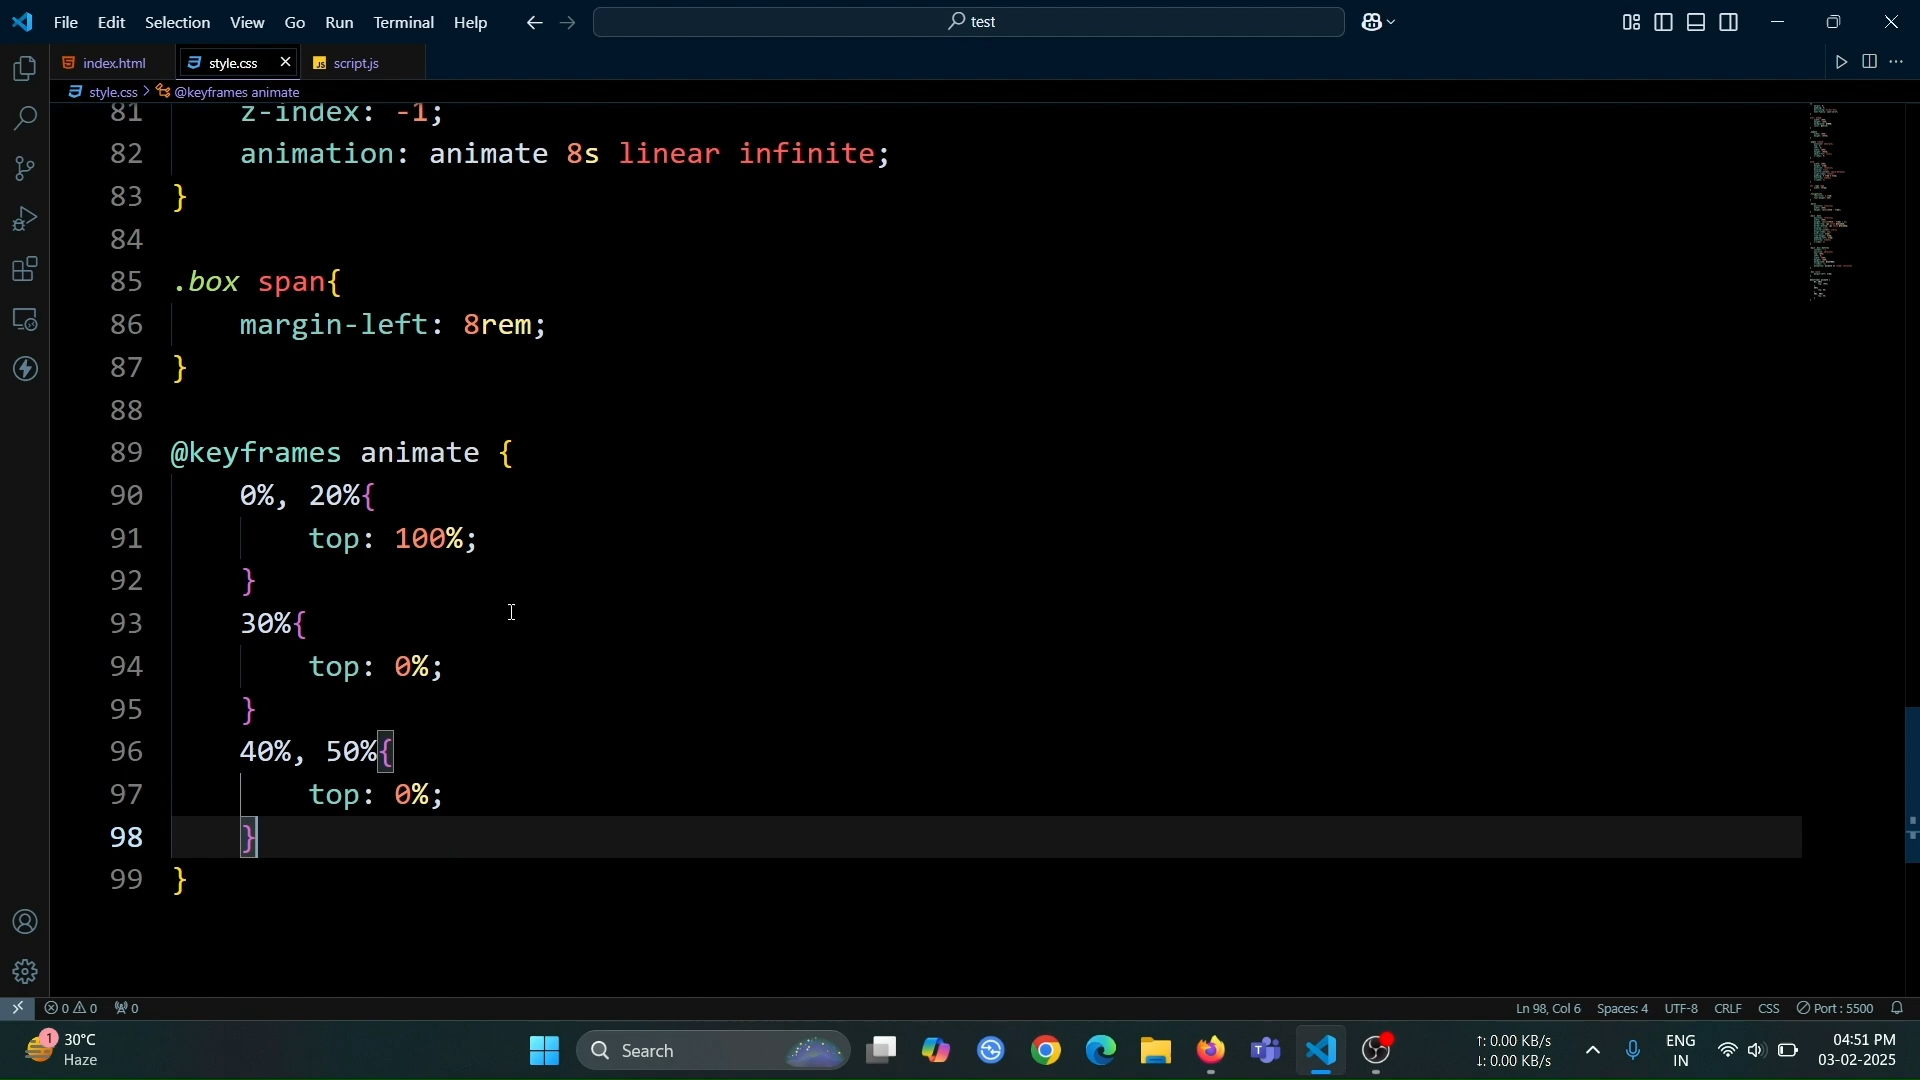 File Edit Selection View Go Run Terminal Help
test
index.html
style.css
script.js
style.css > @keyframes animate
81 z-index: -1;
82 animation: animate 8s linear infinite;
83 }
84
85 .box span{
86 margin-left: 8rem;
87 }
88
89 @keyframes animate {
90 0%, 20%{
91 top: 100%;
92 }
93 30%{
94 top: 0%;
95 }
96 40%, 50%{
97 top: 0%;
98 }
99 }
0 0 0
Ln 98, Col 6 Spaces: 4 UTF-8 CRLF CSS Port : 5500
1
30°C
Haze
Search
↑: 0.00 KB/s
↓: 0.00 KB/s
ENG
IN
04:51 PM
03-02-2025